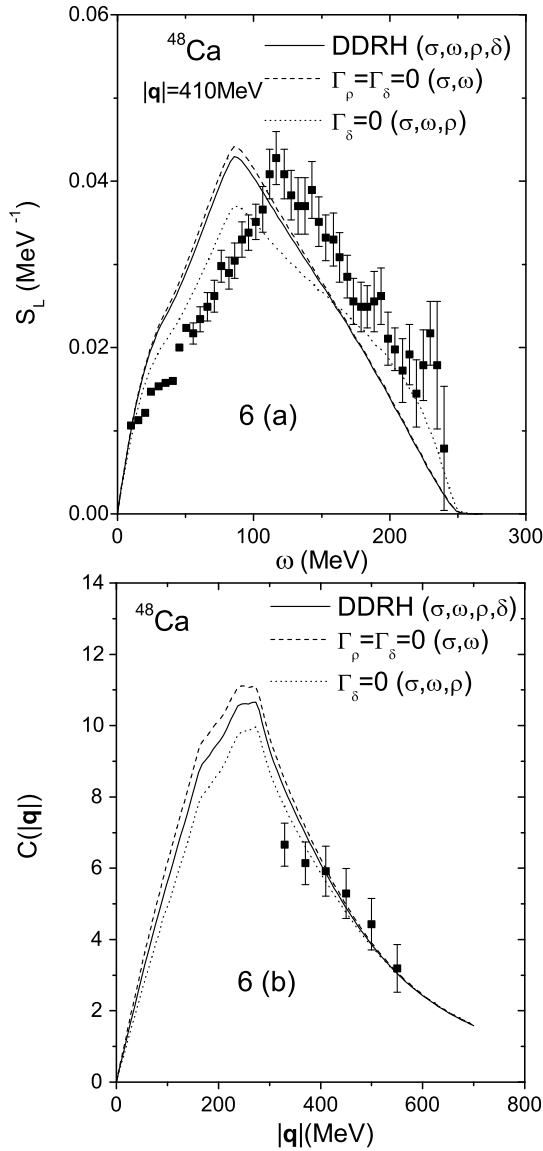 0.06
⁴⁸Ca
DDRH (σ,ω,ρ,δ)
|q|=410MeV
Γρ=Γδ=0 (σ,ω)
Γδ=0 (σ,ω,ρ)
0.04
S_L (MeV⁻¹)
0.02
6 (a)
0.00
0 100 200 300
ω (MeV)
14
⁴⁸Ca
DDRH (σ,ω,ρ,δ)
12
Γρ=Γδ=0 (σ,ω)
Γδ=0 (σ,ω,ρ)
10
8
C(|q|)
6
4
6 (b)
2
0
0 200 400 600 800
|q|(MeV)